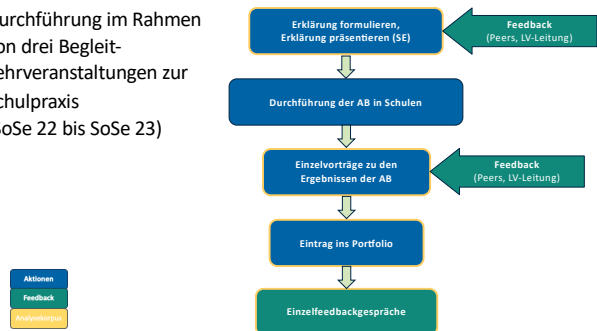 urchführung im Rahmen
on drei Begleit-
ehrveranstaltungen zur
chulpraxis
SoSe 22 bis SoSe 23)
Erklärung formulieren,
Erklärung präsentieren (SE)
Feedback
(Peers, LV-Leitung)
Durchführung der AB in Schulen
Einzelvorträge zu den
Ergebnissen der AB
Feedback
(Peers, LV-Leitung)
Eintrag ins Portfolio
Einzelfeedbackgespräche
Aktionen
Feedback
Analysekorpus